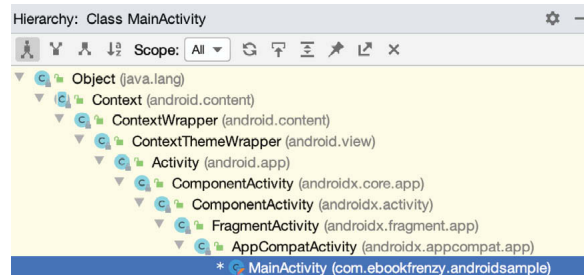 Hierarchy: Class MainActivity
Scope: All
Object (java.lang)
Context (android.content)
ContextWrapper (android.content)
ContextThemeWrapper (android.view)
Activity (android.app)
ComponentActivity (androidx.core.app)
ComponentActivity (androidx.activity)
FragmentActivity (androidx.fragment.app)
AppCompatActivity (androidx.appcompat.app)
* MainActivity (com.ebookfrenzy.androidsample)